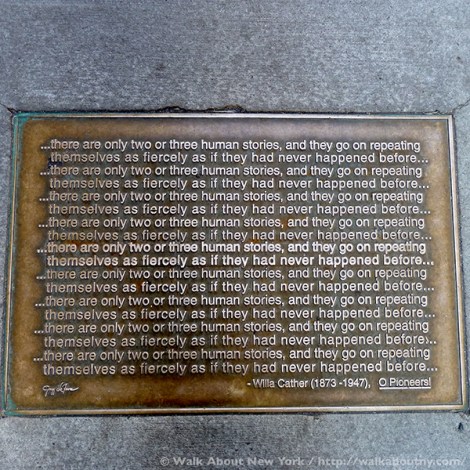 ...there are only two or three human stories, and they go on repeating
themselves as fiercely as if they had never happened before...
...there are only two or three human stories, and they go on repeating
themselves as fiercely as if they had never happened before...
...there are only two or three human stories, and they go on repeating
themselves as fiercely as if they had never happened before...
...there are only two or three human stories, and they go on repeating
themselves as fiercely as if they had never happened before...
...there are only two or three human stories, and they go on repeating
themselves as fiercely as if they had never happened before...
...there are only two or three human stories, and they go on repeating
themselves as fiercely as if they had never happened before...
...there are only two or three human stories, and they go on repeating
themselves as fiercely as if they had never happened before...
...there are only two or three human stories, and they go on repeating
themselves as fiercely as if they had never happened before...
...there are only two or three human stories, and they go on repeating
themselves as fiercely as if they had never happened before...
- Willa Cather (1873 -1947), O Pioneers!
© Walk About New York / http://walkaboutny.com